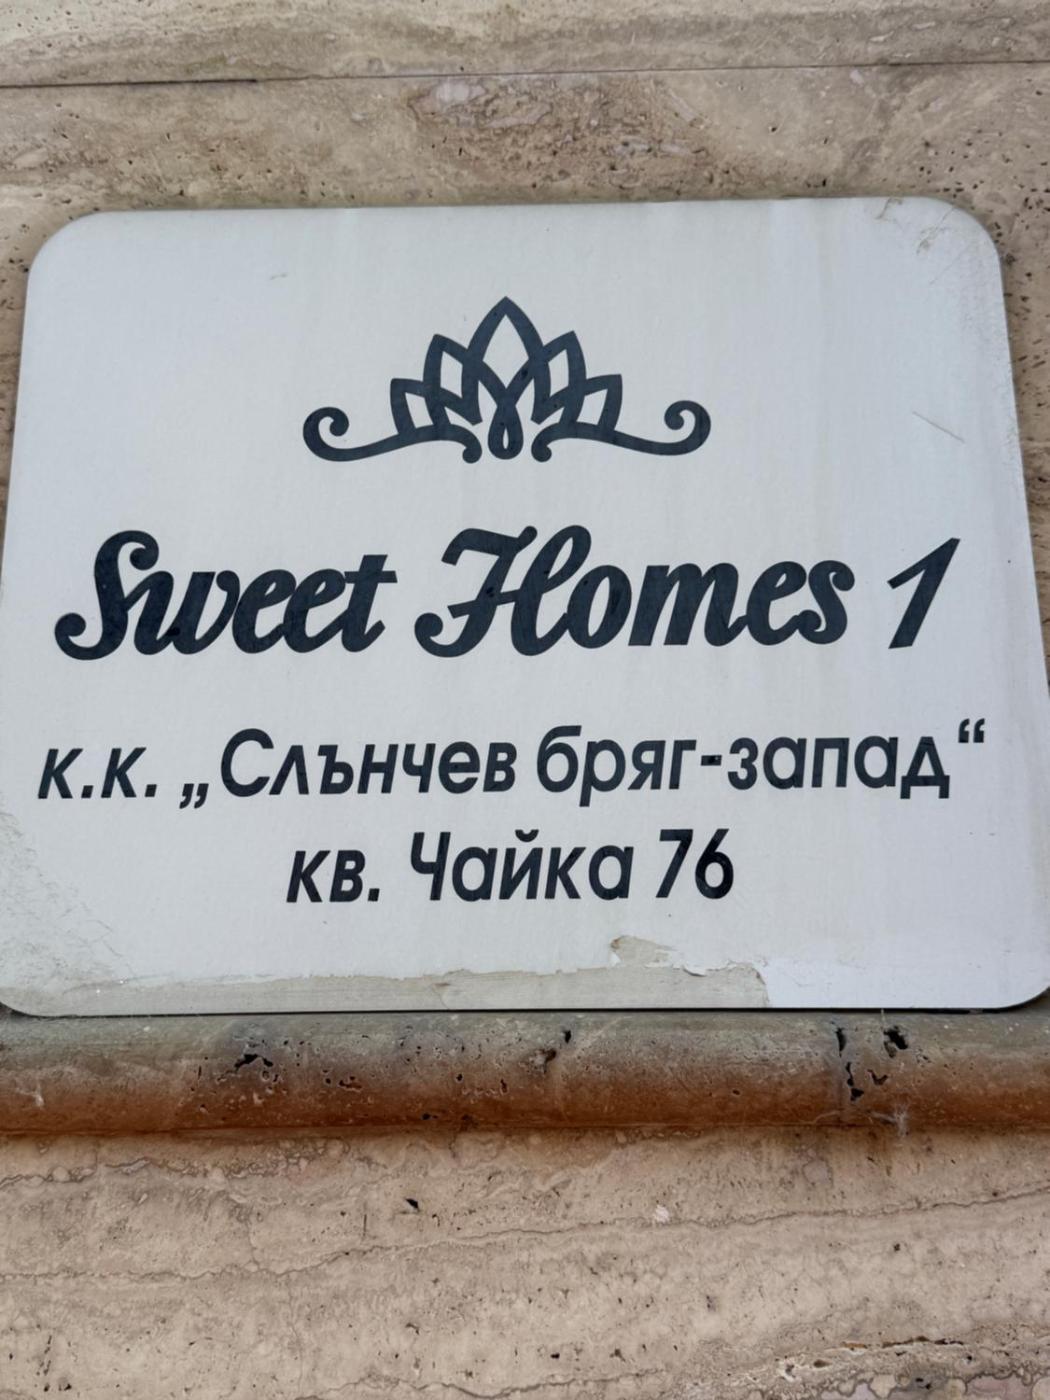 Sweet Homes 1
к.к. „Слънчев бряг-запад“
кв. Чайка 76